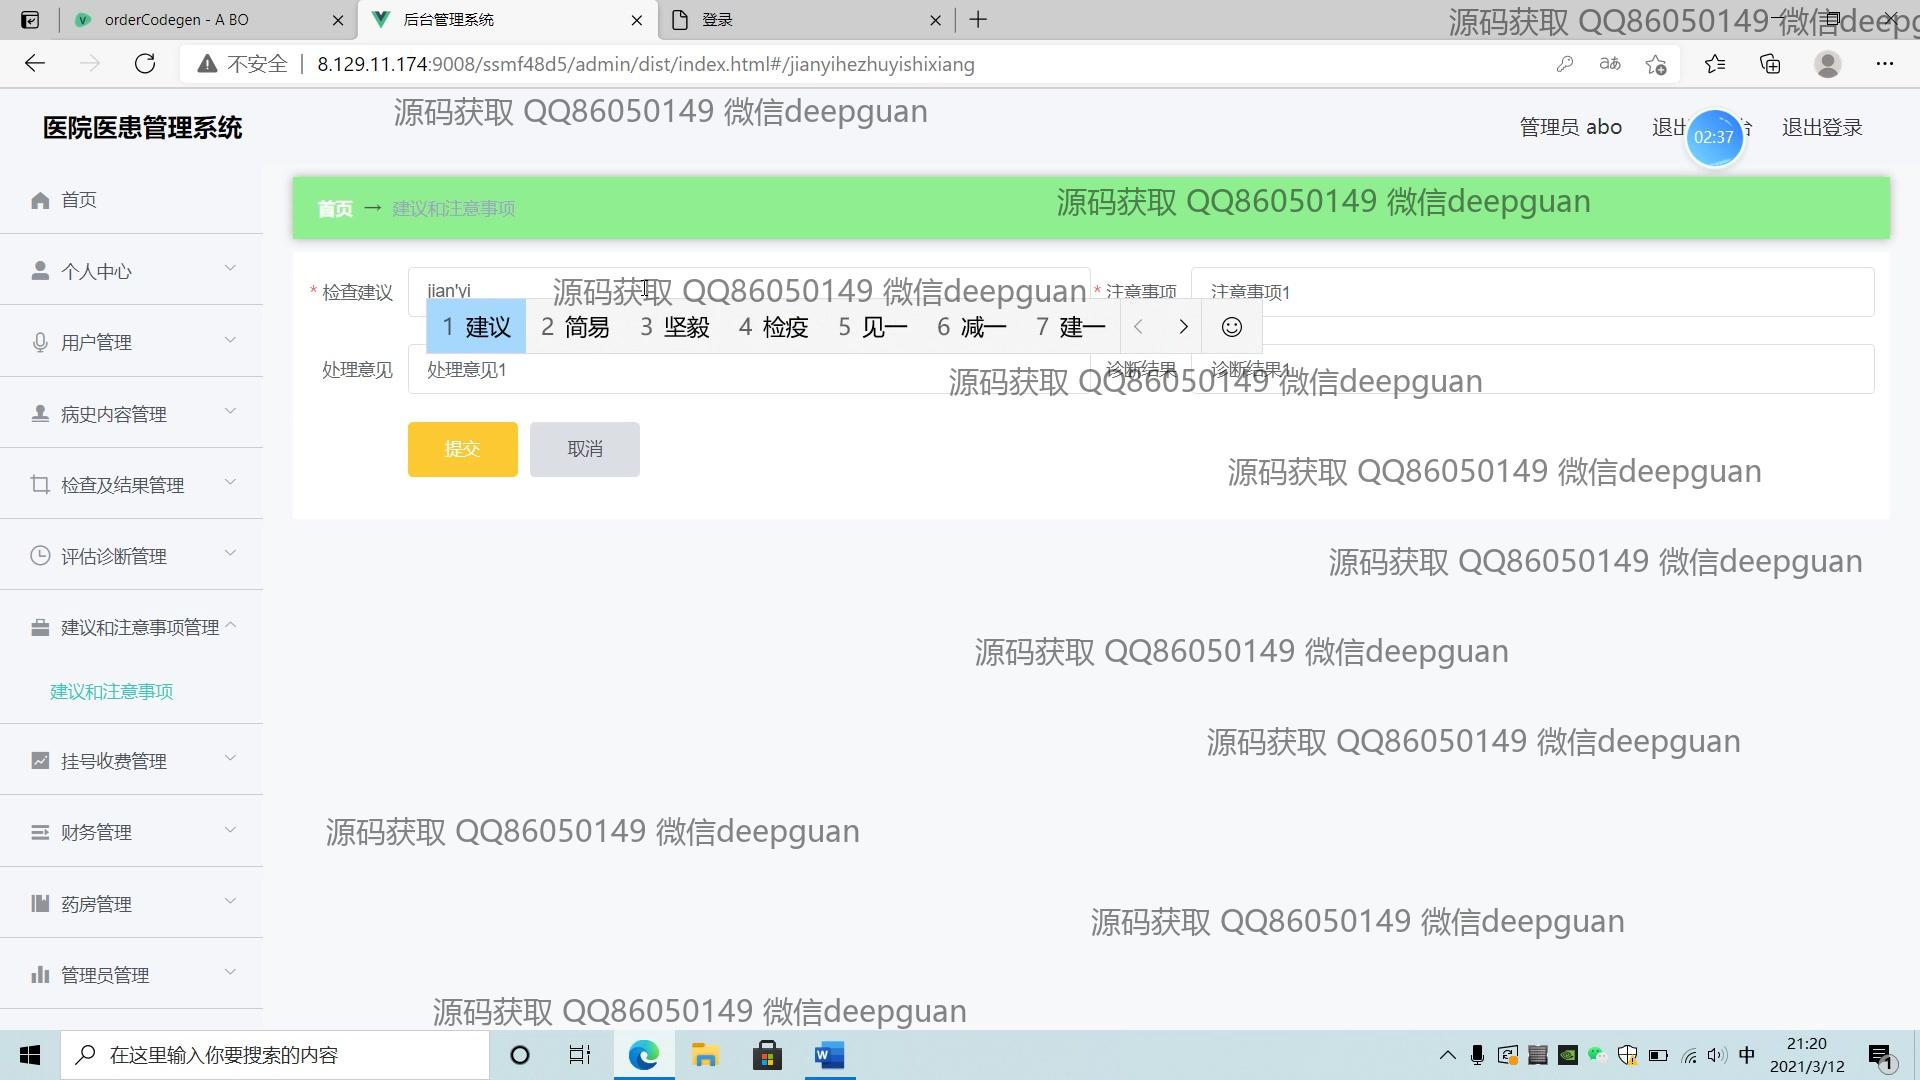 orderCodegen - A BO
后台管理系统
登录
源码获取 QQ86050149 微信deepg
不安全
8.129.11.174:9008/ssmf48d5/admin/dist/index.html#/jianyihezhuyishixiang
医院医患管理系统
源码获取 QQ86050149 微信deepguan
管理员 abo
退出
02:37
退出登录
首页
首页 → 建议和注意事项
源码获取 QQ86050149 微信deepguan
个人中心
* 检查建议
jian'yi
源码获取 QQ86050149 微信deepguan
* 注意事项
注意事项1
1 建议 2 简易 3 坚毅 4 检疫 5 见一 6 减一 7 建一
用户管理
处理意见
处理意见1
诊断结果
诊断结果1
源码获取 QQ86050149 微信deepguan
病史内容管理
提交
取消
源码获取 QQ86050149 微信deepguan
检查及结果管理
评估诊断管理
源码获取 QQ86050149 微信deepguan
建议和注意事项管理
源码获取 QQ86050149 微信deepguan
建议和注意事项
源码获取 QQ86050149 微信deepguan
挂号收费管理
财务管理
源码获取 QQ86050149 微信deepguan
药房管理
源码获取 QQ86050149 微信deepguan
管理员管理
源码获取 QQ86050149 微信deepguan
在这里输入你要搜索的内容
中
21:20
2021/3/12
1